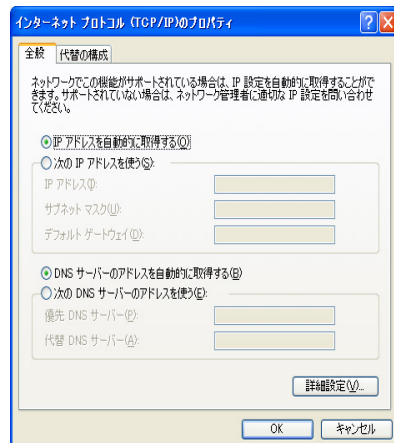 インターネット プロトコル (TCP/IP)のプロパティ
全般
代替の構成
ネットワークでこの機能がサポートされている場合は、IP 設定を自動的に取得することがで
きます。サポートされていない場合は、ネットワーク管理者に適切な IP 設定を問い合わせ
てください。
IP アドレスを自動的に取得する(O)
次の IP アドレスを使う(S):
IP アドレス(I):
サブネット マスク(U):
デフォルト ゲートウェイ(D):
DNS サーバーのアドレスを自動的に取得する(B)
次の DNS サーバーのアドレスを使う(E):
優先 DNS サーバー(P):
代替 DNS サーバー(A):
詳細設定(V)...
OK
キャンセル